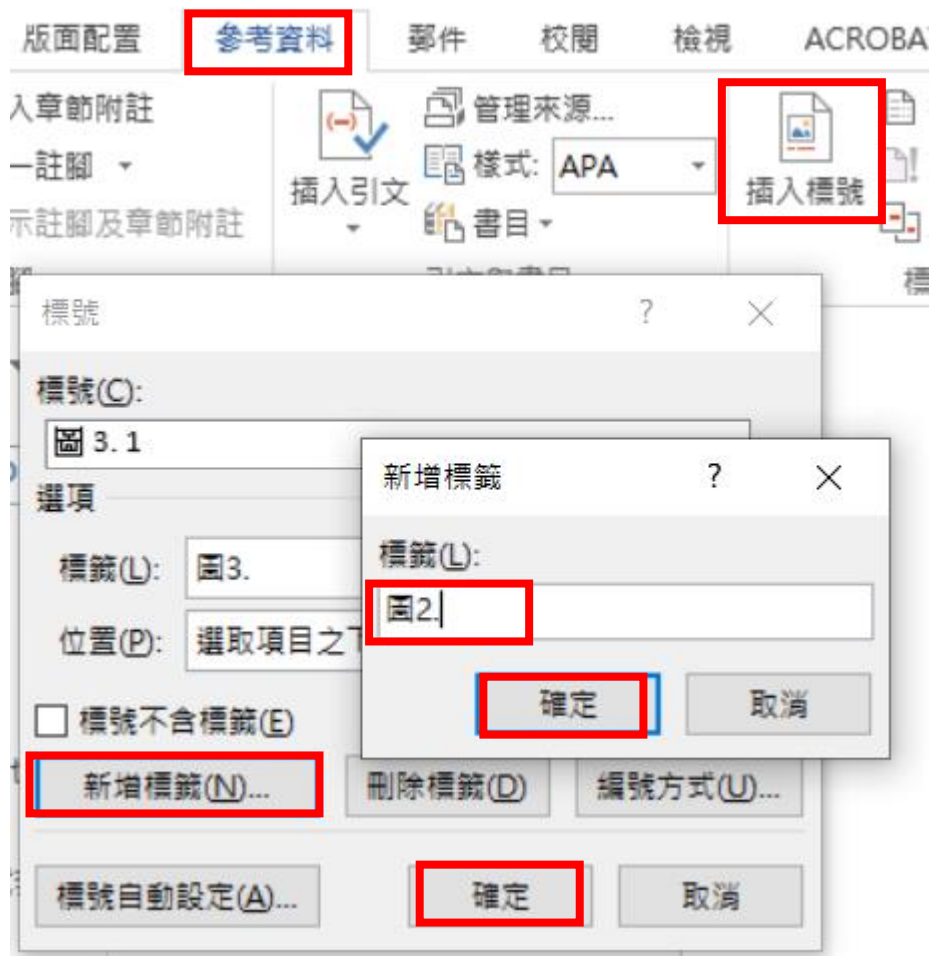 版面配置 參考資料 郵件 校閱 檢視 ACROBA
入章節附註 管理來源...
一註腳 樣式: APA
插入引文 插入標號
示註腳及章節附註 書目
標號 ?
標號(C):
圖 3. 1
新增標籤 ?
選項
標籤(L):
標籤(L): 圖3.
圖2.
位置(P): 選取項目之下
確定 取消
標號不含標籤(E)
新增標籤(N)... 刪除標籤(D) 編號方式(U)...
標號自動設定(A)... 確定 取消